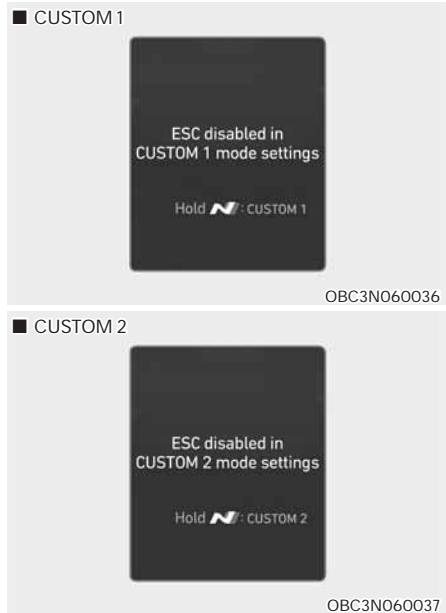 ■ CUSTOM 1
ESC disabled in
CUSTOM 1 mode settings
Hold N : CUSTOM 1
OBC3N060036
■ CUSTOM 2
ESC disabled in
CUSTOM 2 mode settings
Hold N : CUSTOM 2
OBC3N060037